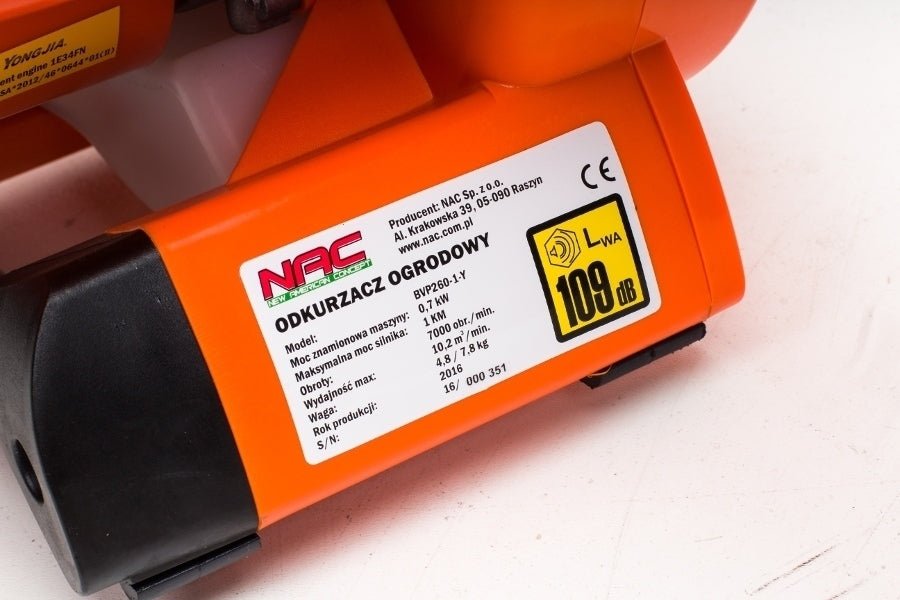 YONGJIA.
ent engine 1E34FN
SA*2012/46*0644*01(II)
NAC
NEW AMERICAN CONCEPT
Producent: NAC Sp. z o.o.
Al. Krakowska 39, 05-090 Raszyn
www.nac.com.pl
CE
ODKURZACZ OGRODOWY
Model: BVP260-1-Y
Moc znamionowa maszyny: 0,7 kW
Maksymalna moc silnika: 1 KM
Obroty: 7000 obr./min.
Wydajność max: 10,2 m³/min.
Waga: 4,8 / 7,8 kg
Rok produkcji: 2016
S/N: 16/ 000 351
LWA
109 dB